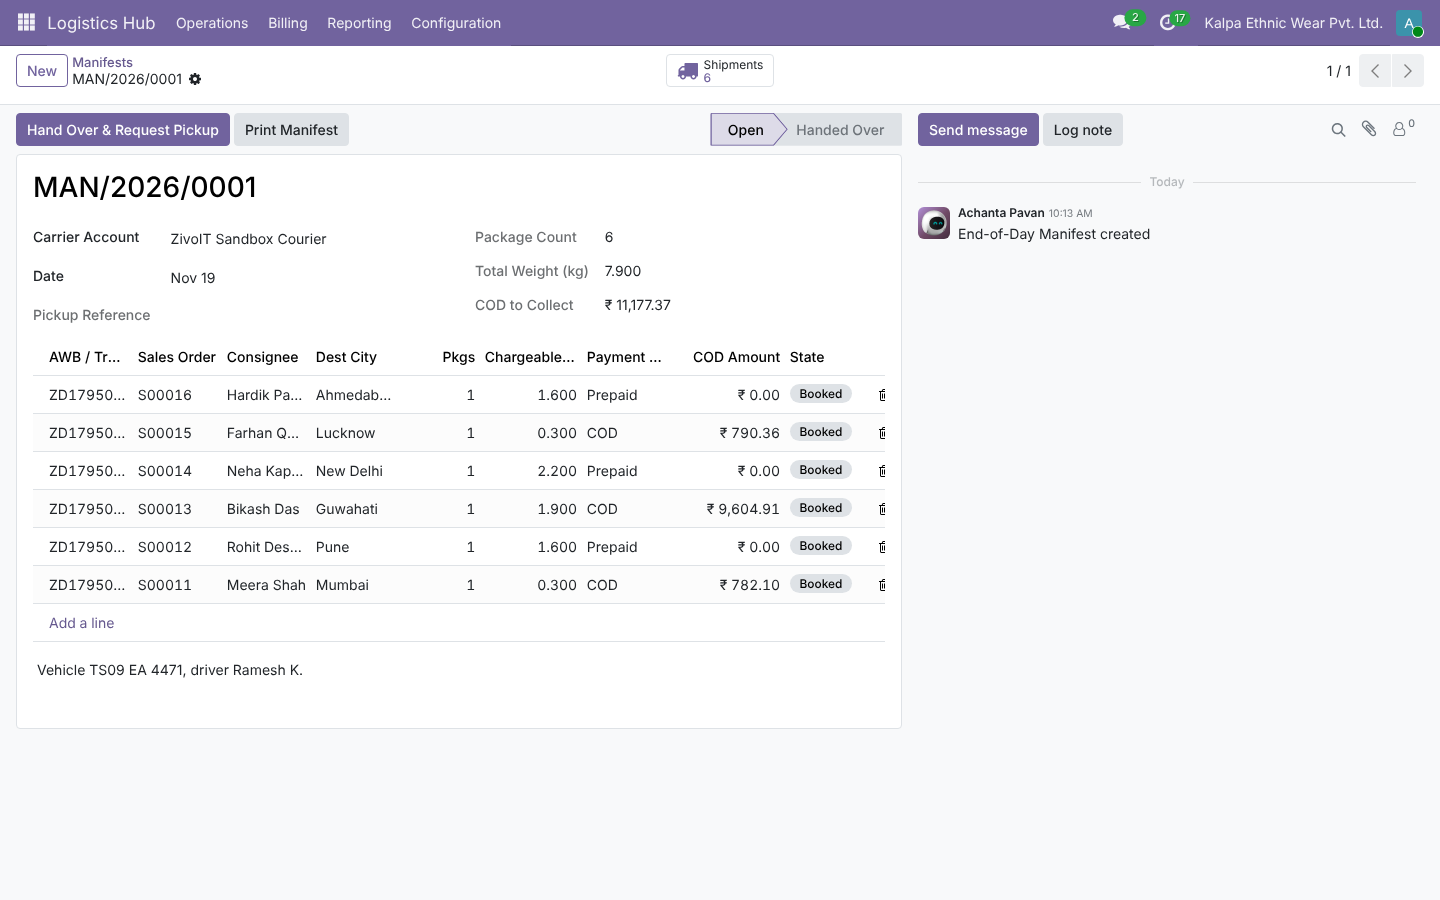 Logistics Hub Operations Billing Reporting Configuration 2 17 Kalpa Ethnic Wear Pvt. Ltd. A
New Manifests
MAN/2026/0001
Shipments
6
1 / 1
Hand Over & Request Pickup Print Manifest Open Handed Over Send message Log note 0
MAN/2026/0001
Carrier Account ZivoIT Sandbox Courier
Date Nov 19
Pickup Reference
Package Count 6
Total Weight (kg) 7.900
COD to Collect ₹ 11,177.37
AWB / Tr... Sales Order Consignee Dest City Pkgs Chargeable... Payment ... COD Amount State
ZD17950... S00016 Hardik Pa... Ahmedab... 1 1.600 Prepaid ₹ 0.00 Booked
ZD17950... S00015 Farhan Q... Lucknow 1 0.300 COD ₹ 790.36 Booked
ZD17950... S00014 Neha Kap... New Delhi 1 2.200 Prepaid ₹ 0.00 Booked
ZD17950... S00013 Bikash Das Guwahati 1 1.900 COD ₹ 9,604.91 Booked
ZD17950... S00012 Rohit Des... Pune 1 1.600 Prepaid ₹ 0.00 Booked
ZD17950... S00011 Meera Shah Mumbai 1 0.300 COD ₹ 782.10 Booked
Add a line
Vehicle TS09 EA 4471, driver Ramesh K.
Today
Achanta Pavan 10:13 AM
End-of-Day Manifest created